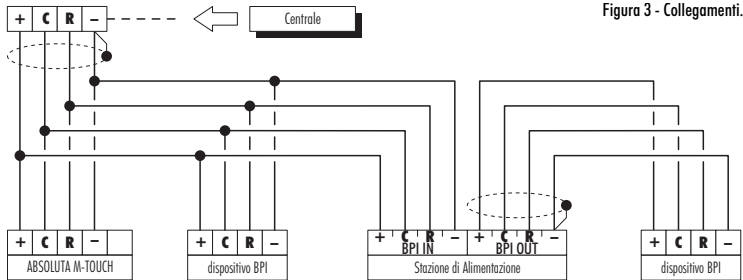 Figura 3 - Collegamenti.
+ C R –
Centrale
+ C R –
ABSOLUTA M-TOUCH
+ C R –
dispositivo BPI
+ C R – + C R –
BPI IN BPI OUT
Stazione di Alimentazione
+ C R –
dispositivo BPI